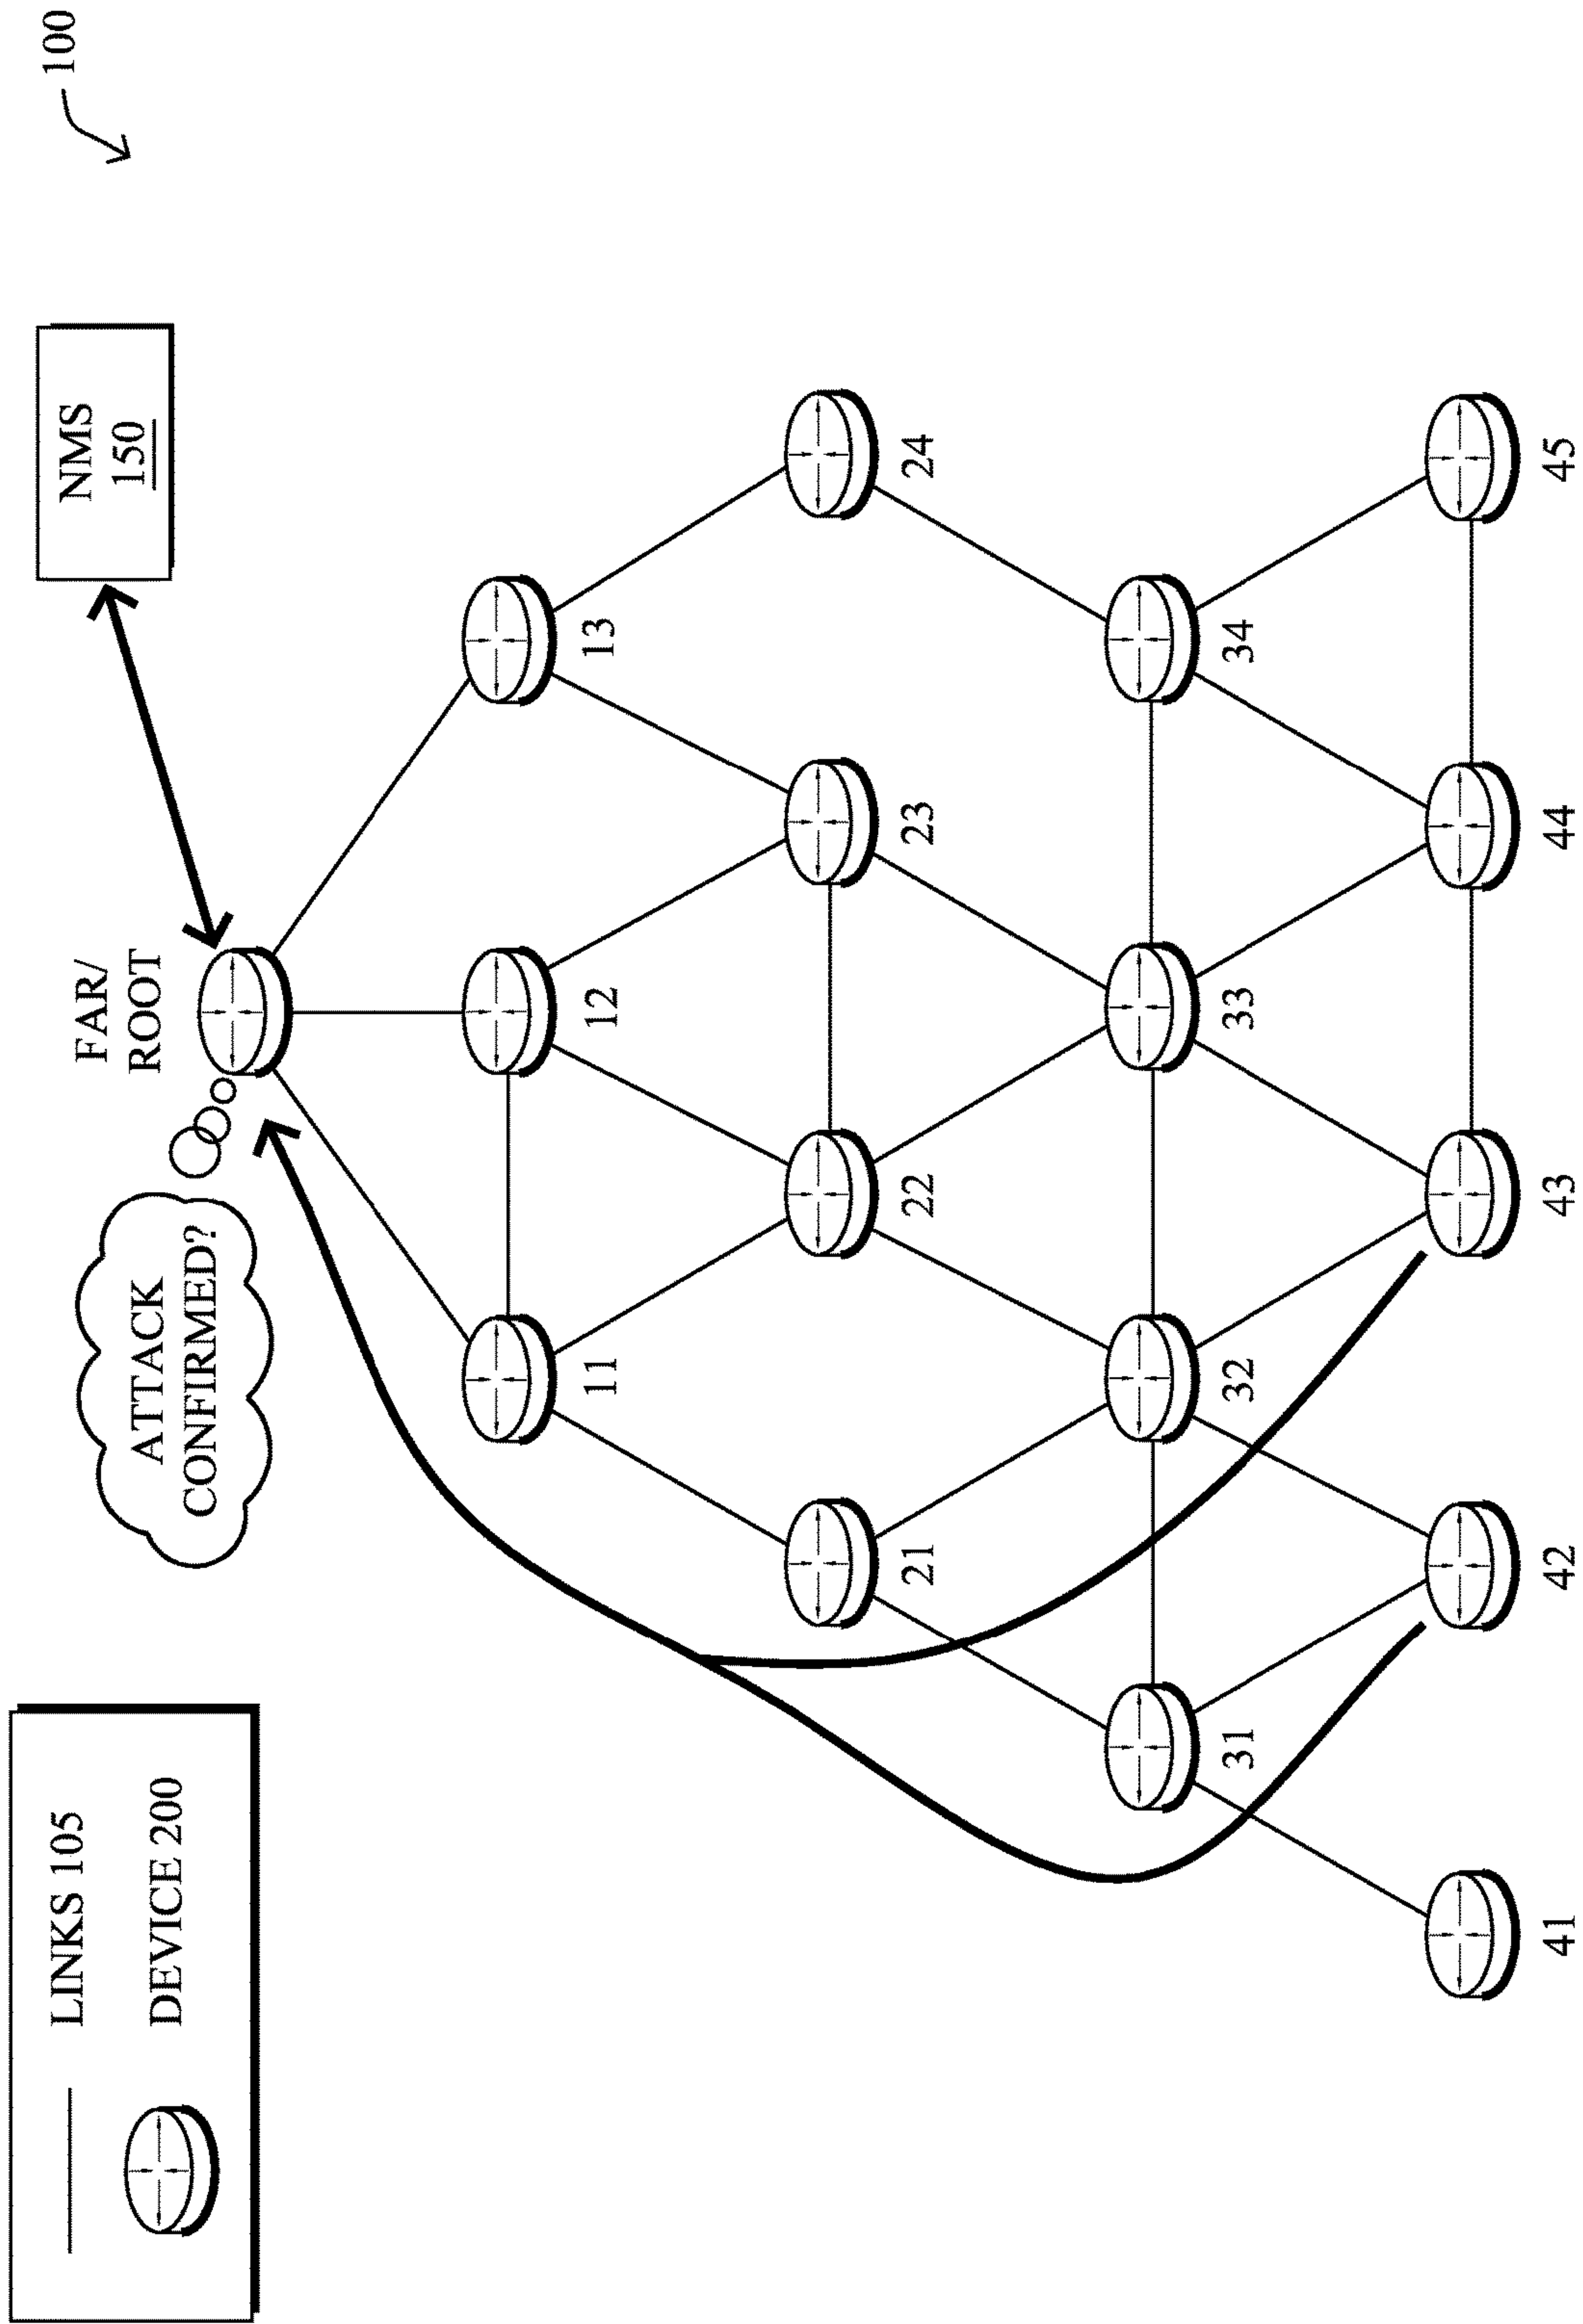 LINKS 105
DEVICE 200
ATTACK
CONFIRMED?
FAR/
ROOT
NMS
150
100
11
12
13
21
22
23
24
31
32
33
34
41
42
43
44
45